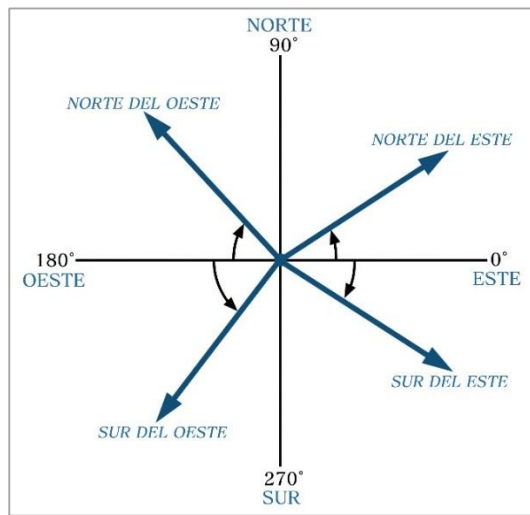 NORTE
90°
NORTE DEL OESTE
NORTE DEL ESTE
180°
OESTE
0°
ESTE
SUR DEL ESTE
SUR DEL OESTE
270°
SUR